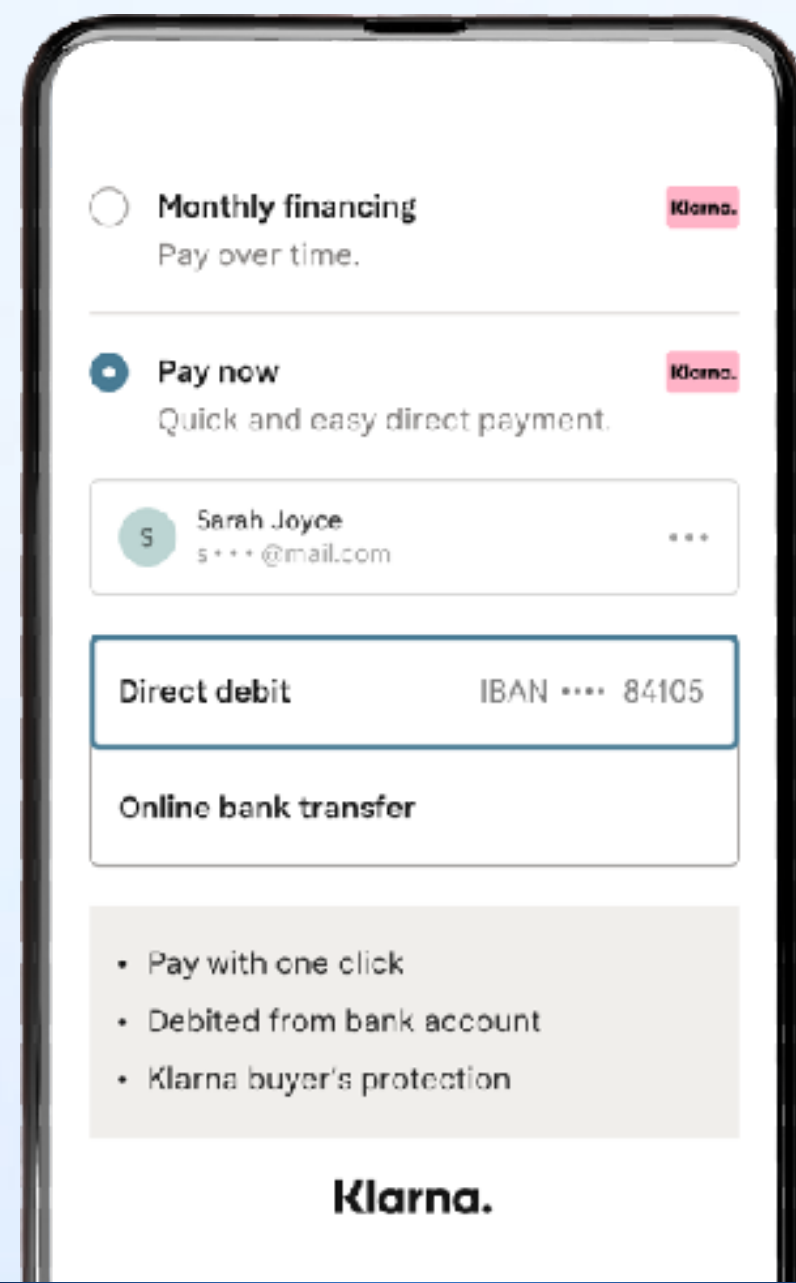 Monthly financing
Klarna.
Pay over time.
Pay now
Klarna.
Quick and easy direct payment.
S
Sarah Joyce
s•••@mail.com
Direct debit
IBAN •••• 84105
Online bank transfer
• Pay with one click
• Debited from bank account
• Klarna buyer's protection
Klarna.